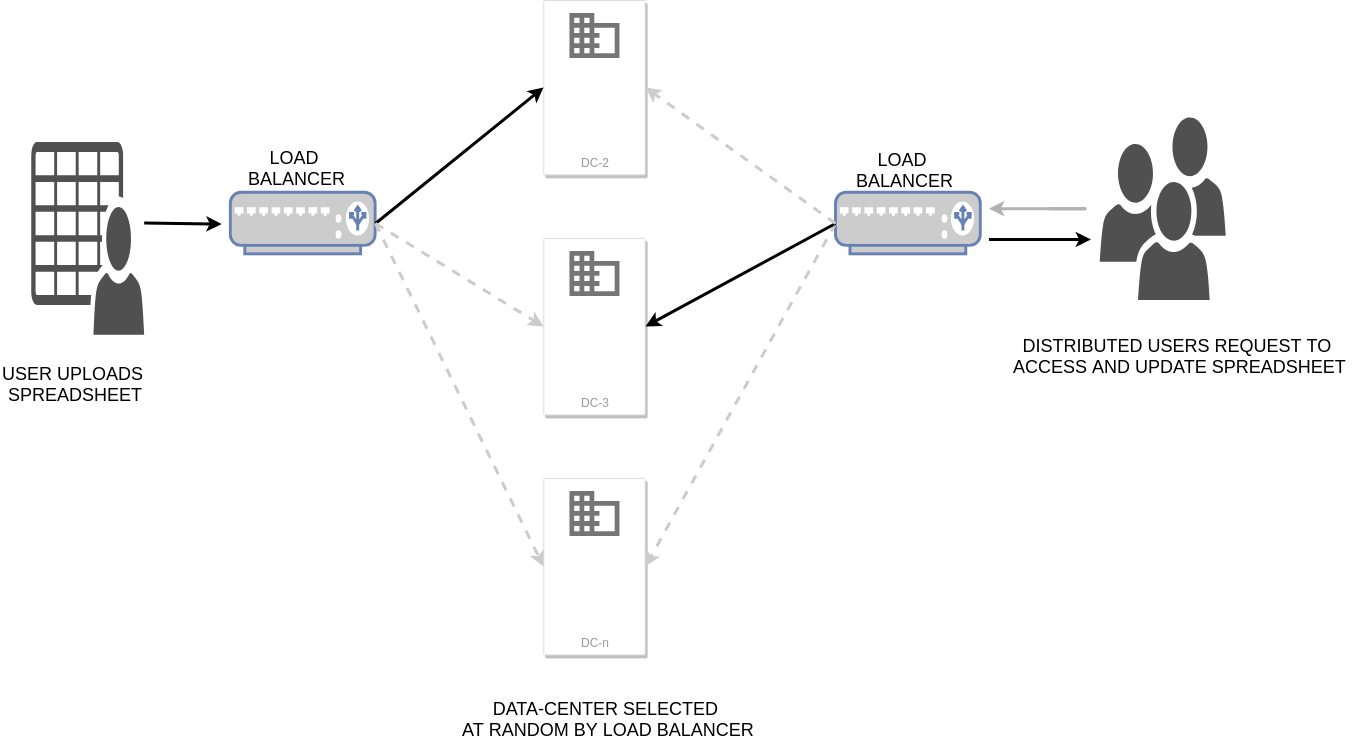 LOAD
BALANCER
LOAD
BALANCER
DC-2
USER UPLOADS
SPREADSHEET
DISTRIBUTED USERS REQUEST TO
ACCESS AND UPDATE SPREADSHEET
DC-3
DC-n
DATA-CENTER SELECTED
AT RANDOM BY LOAD BALANCER